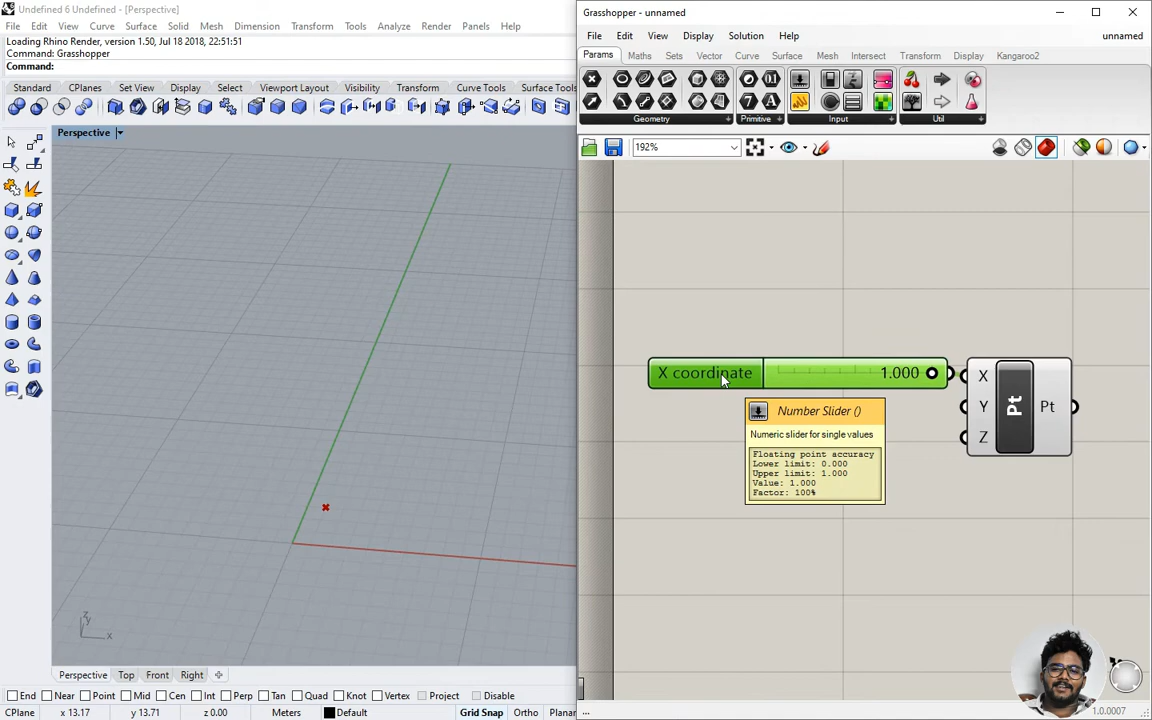 Undefined 6 Undefined - [Perspective]
File Edit View Curve Surface Solid Mesh Dimension Transform Tools Analyze Render Panels Help
Loading Rhino Render, version 1.50, Jul 18 2018, 22:51:51
Command: Grasshopper
Command:
Standard CPlanes Set View Display Select Viewport Layout Visibility Transform Curve Tools Surface Tools
Perspective
z
y
x
Perspective Top Front Right
End Near Point Mid Cen Int Perp Tan Quad Knot Vertex Project Disable
CPlane x 13.17 y 13.71 z 0.00 Meters Default Grid Snap Ortho Planar
Grasshopper - unnamed
File Edit View Display Solution Help unnamed
Params Maths Sets Vector Curve Surface Mesh Intersect Transform Display Kangaroo2
Geometry Primitive Input Util
192%
X coordinate 1.000
X
Y
Z
Pt
Pt
Number Slider ()
Numeric slider for single values
Floating point accuracy
Lower limit: 0.000
Upper limit: 1.000
Value: 1.000
Factor: 100%
...
1.0.0007